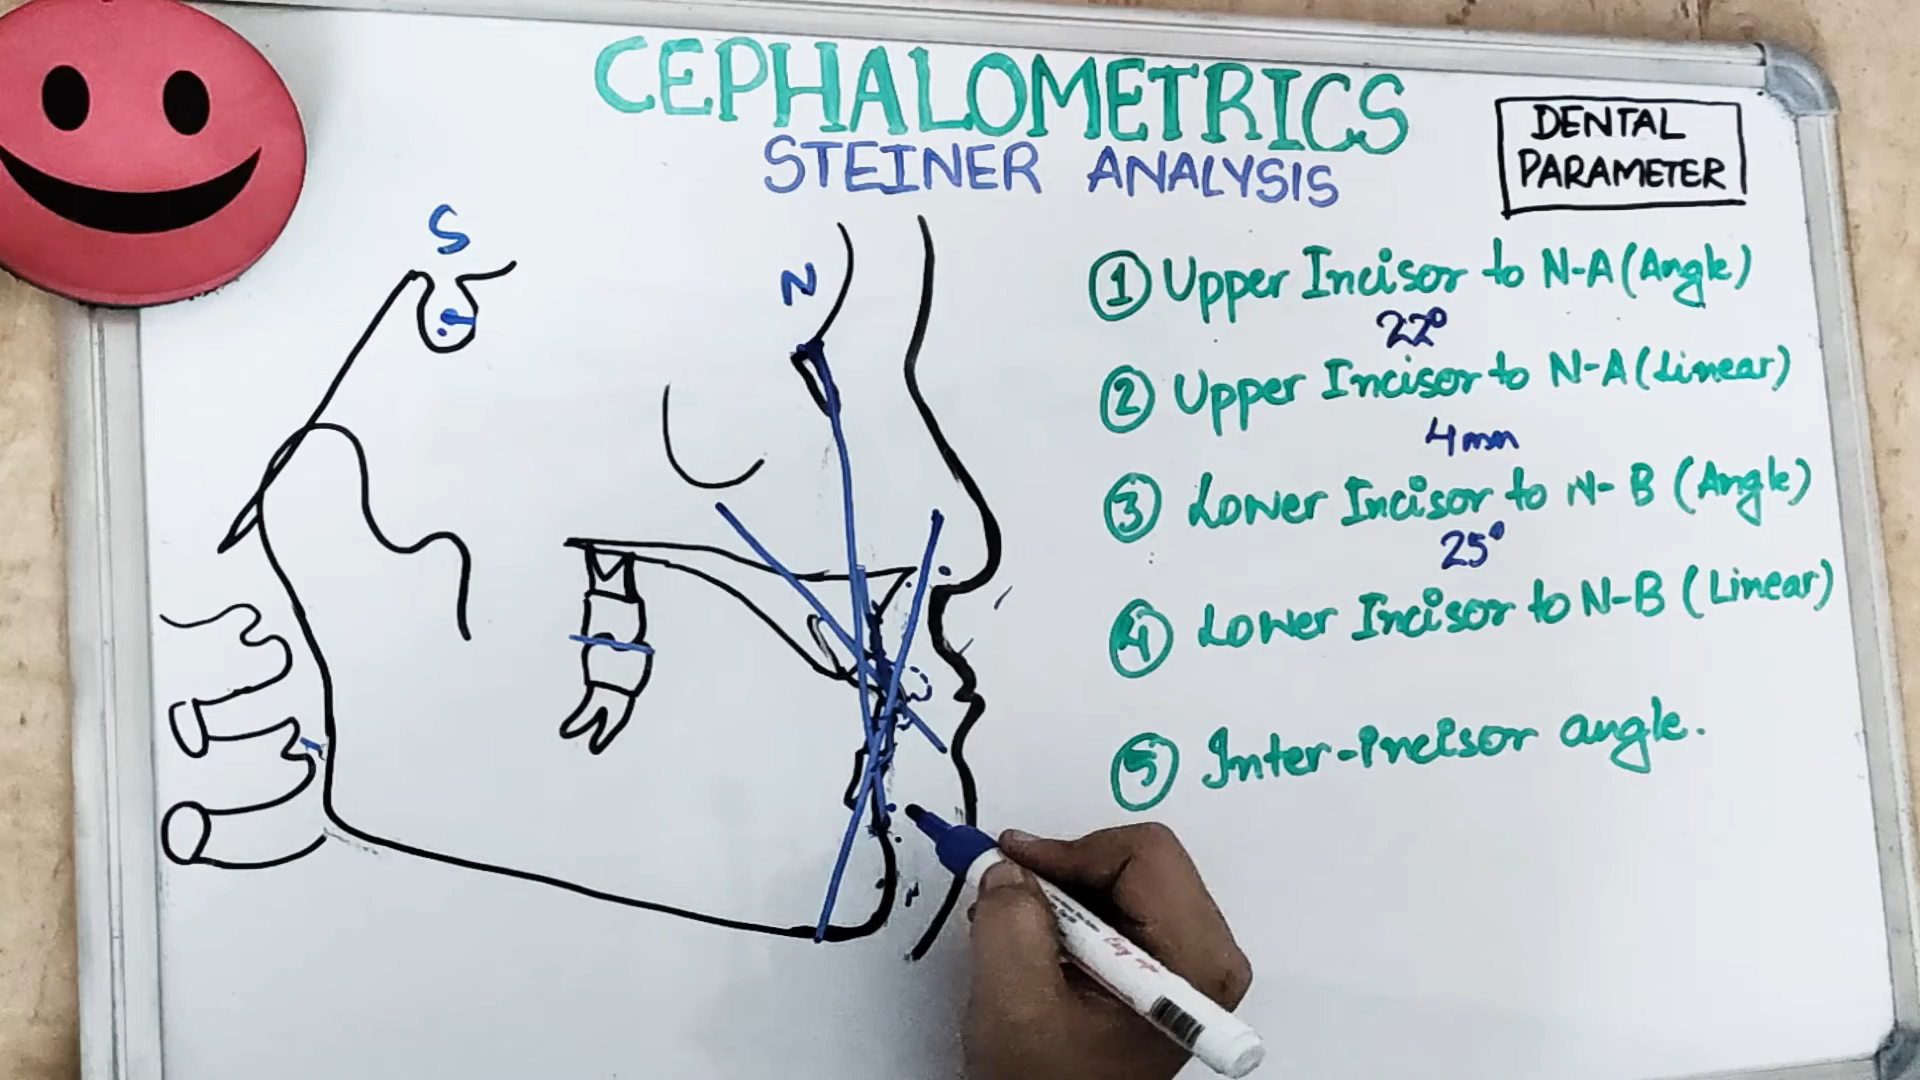 CEPHALOMETRICS
STEINER ANALYSIS
DENTAL
PARAMETER
S
N
① Upper Incisor to N-A (Angle)
22°
② Upper Incisor to N-A (Linear)
4mm
③ Lower Incisor to N-B (Angle)
25°
④ Lower Incisor to N-B (Linear)
⑤ Inter-incisor angle.